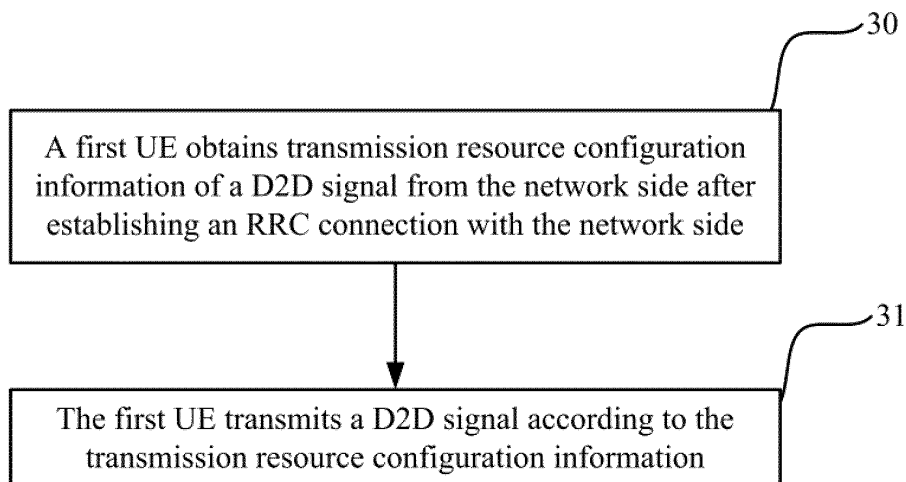 30
A first UE obtains transmission resource configuration
information of a D2D signal from the network side after
establishing an RRC connection with the network side
31
The first UE transmits a D2D signal according to the
transmission resource configuration information